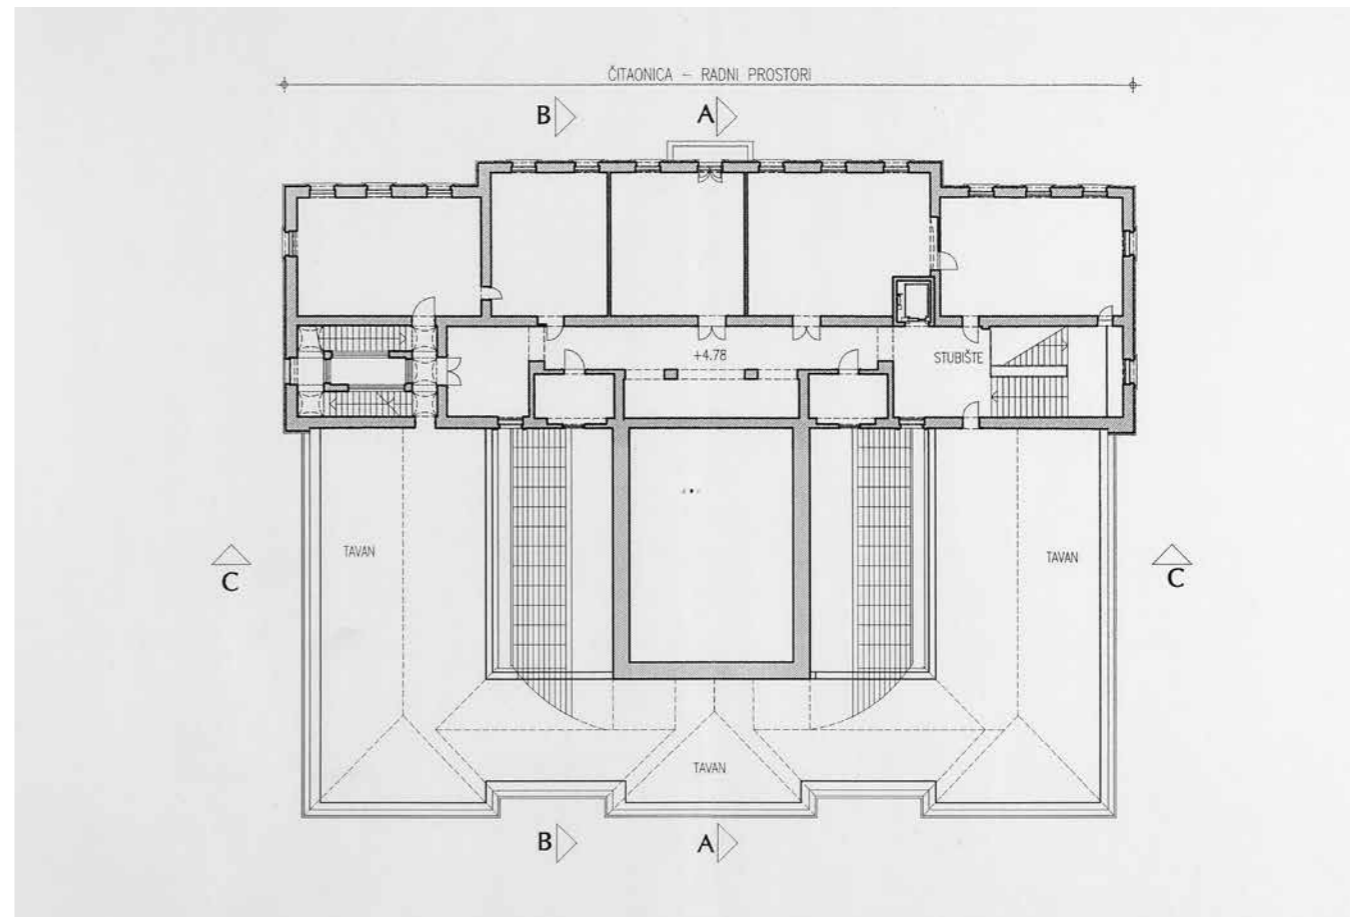 ČITAONICA – RADNI PROSTORI
B A
+4.78
STUBIŠTE
TAVAN TAVAN
C C
TAVAN
B A